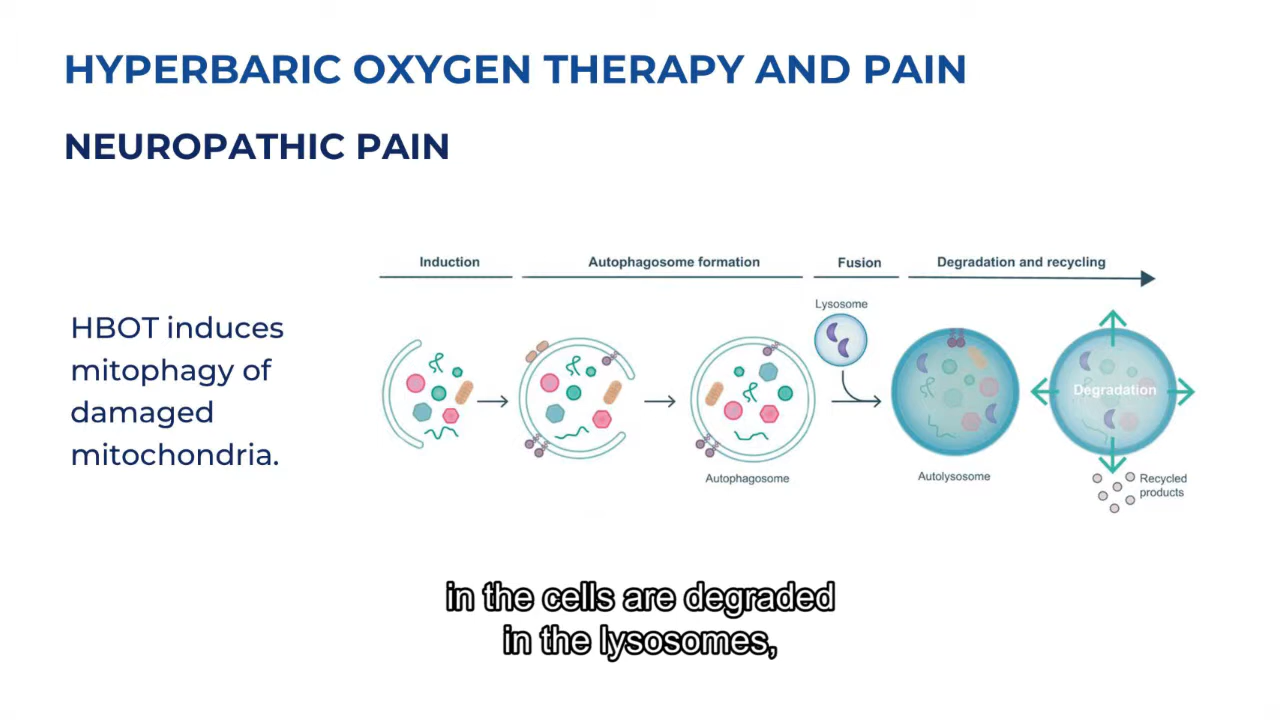 HYPERBARIC OXYGEN THERAPY AND PAIN
NEUROPATHIC PAIN
HBOT induces
mitophagy of
damaged
mitochondria.
Induction
Autophagosome formation
Fusion
Degradation and recycling
Lysosome
Degradation
Autophagosome
Autolysosome
Recycled
products
in the cells are degraded
in the lysosomes,